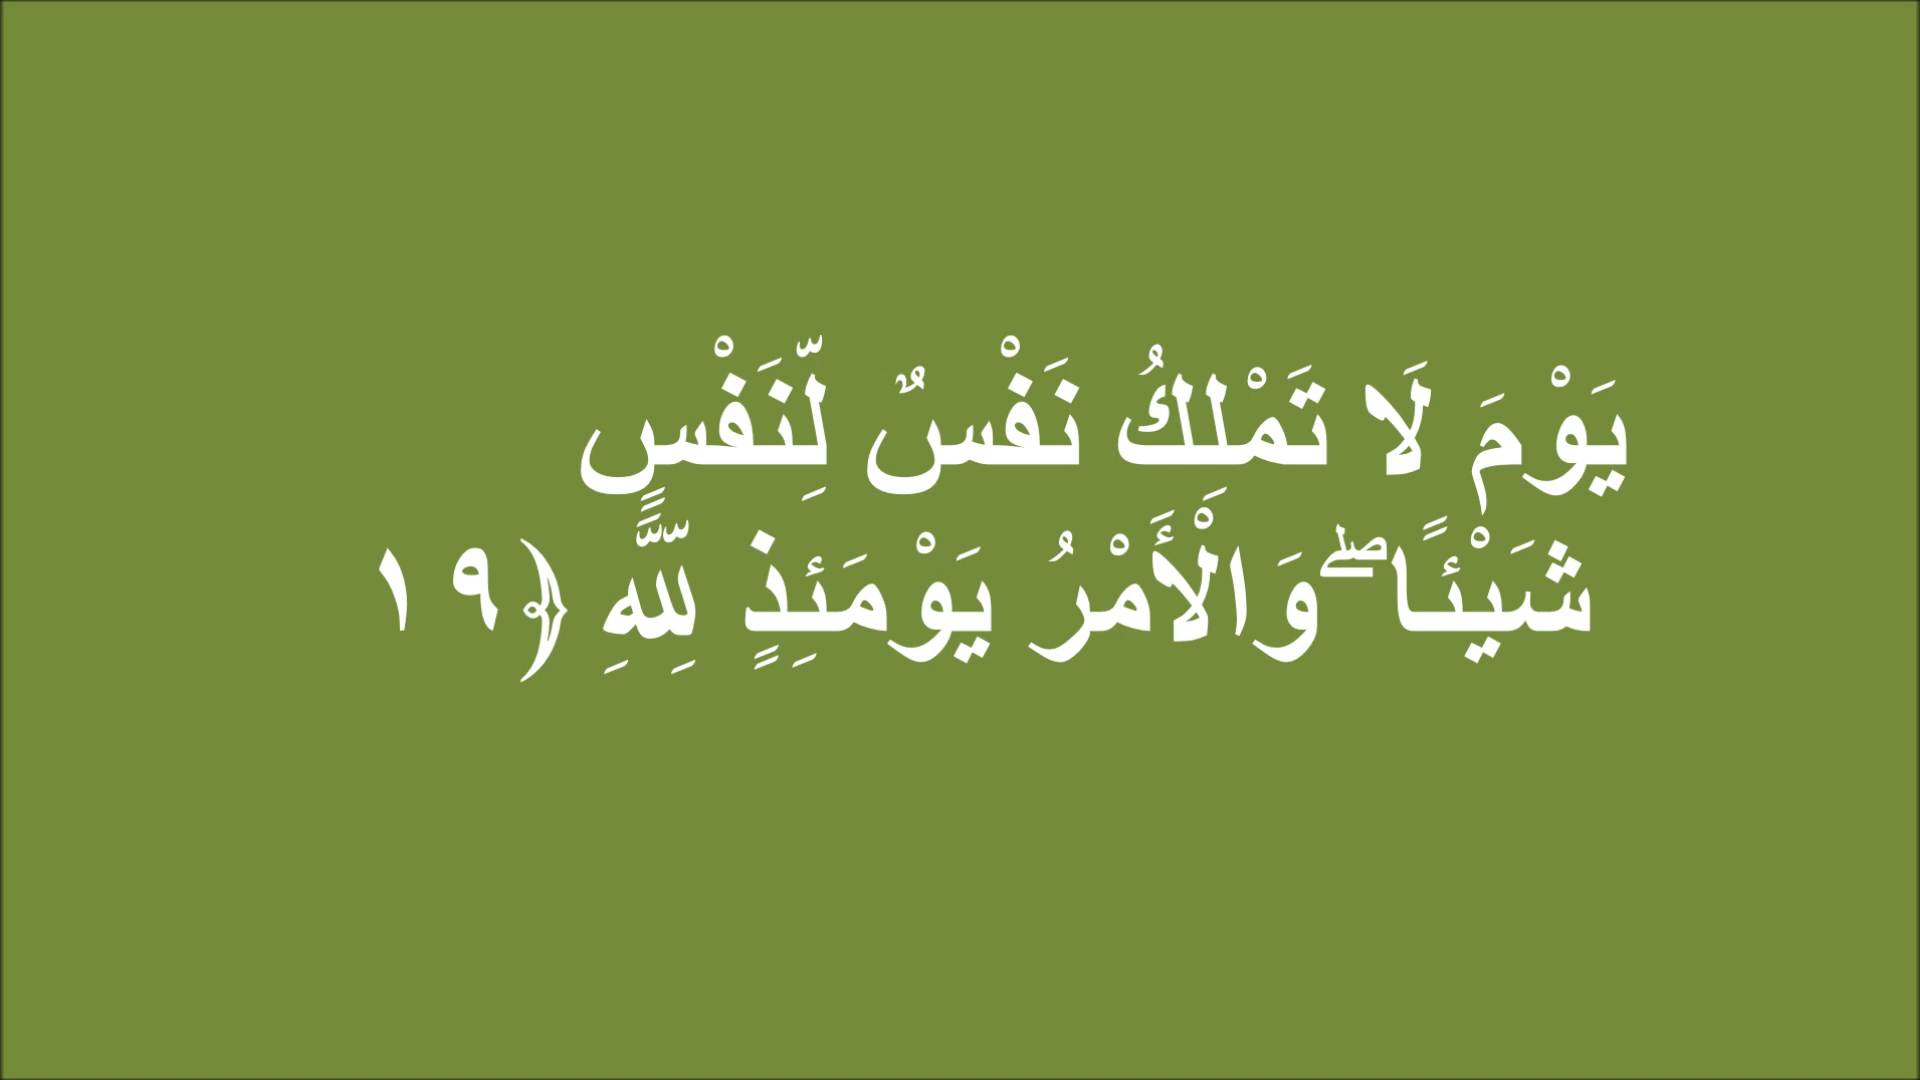 يَوْمَ لَا تَمْلِكُ نَفْسٌ لِّنَفْسٍ
شَيْئًا ۖ وَالْأَمْرُ يَوْمَئِذٍ لِلَّهِ ﴿١٩